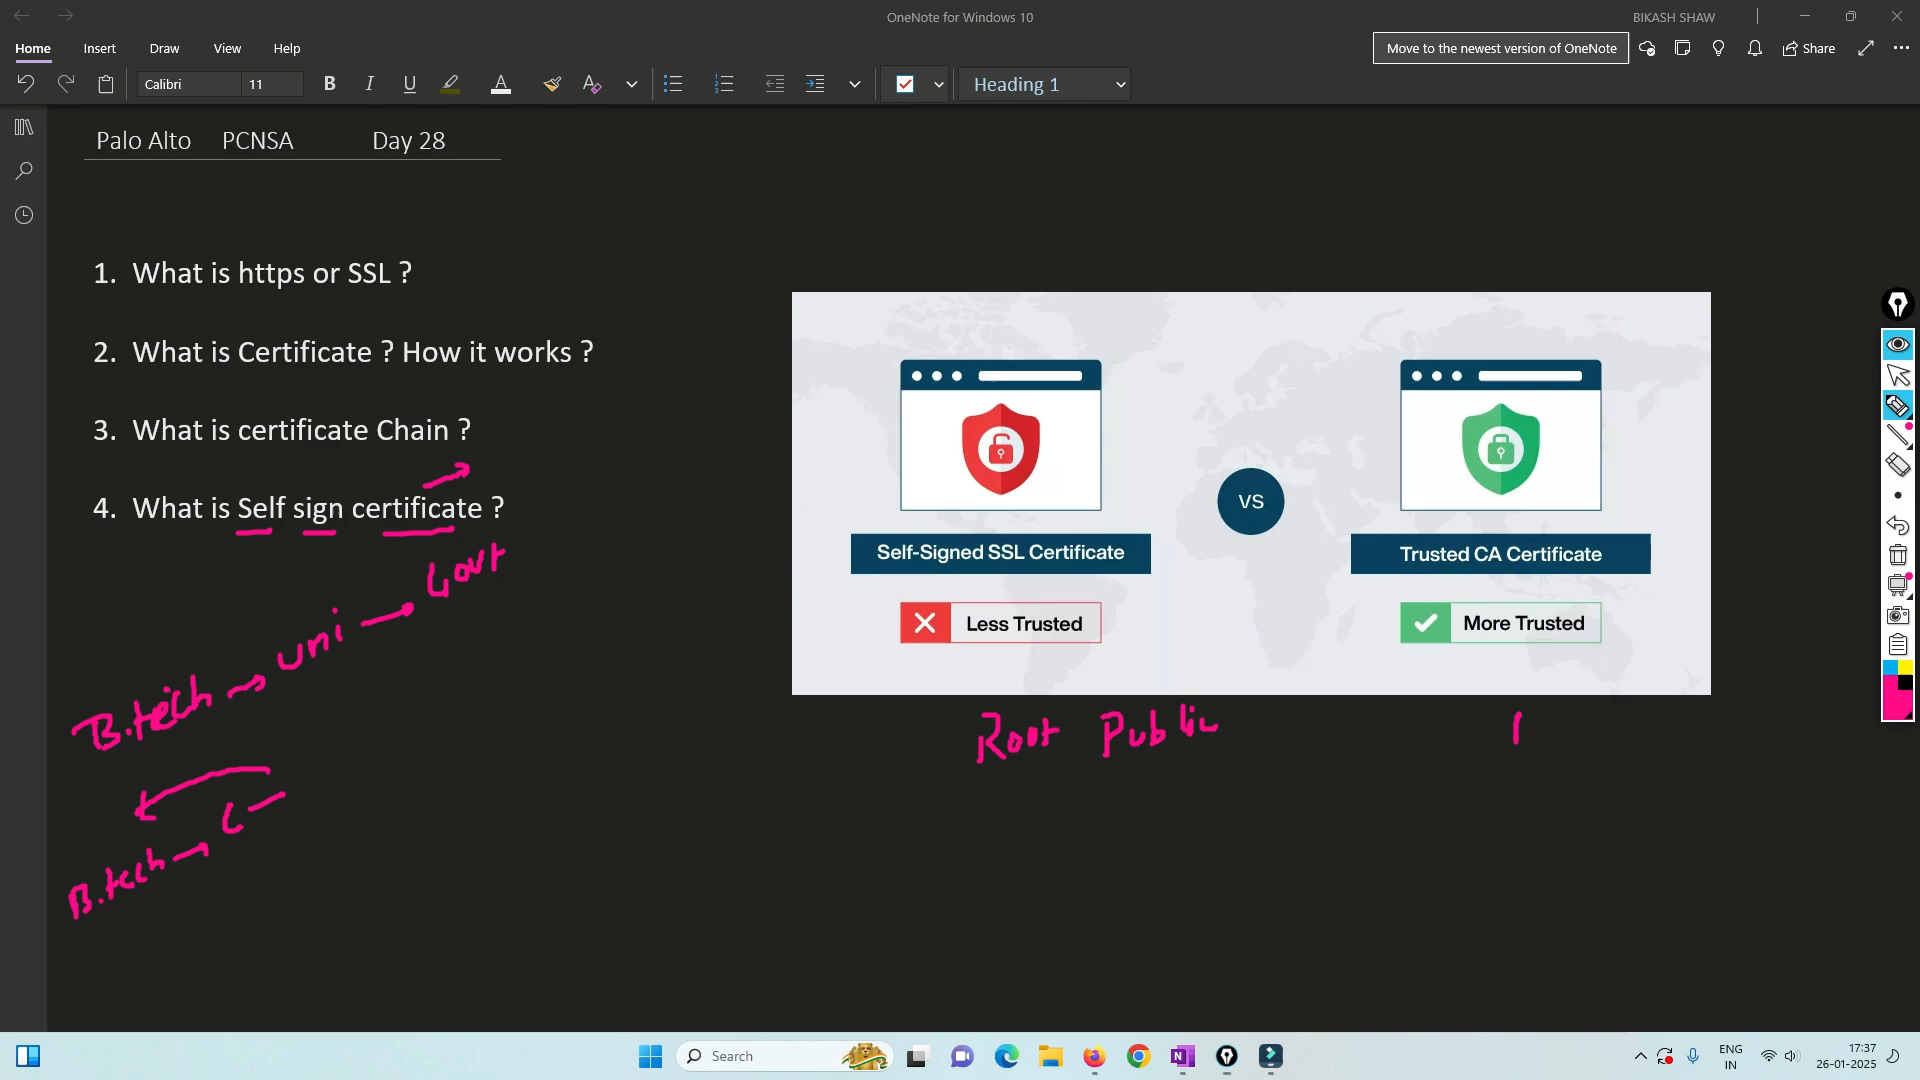 OneNote for Windows 10
BIKASH SHAW
Home Insert Draw View Help
Move to the newest version of OneNote
Share
Calibri 11 B I U A A Heading 1
Palo Alto PCNSA Day 28
1. What is https or SSL ?
2. What is Certificate ? How it works ?
3. What is certificate Chain ?
4. What is Self sign certificate ?
Govt
uni
B.tech
B.tech
VS
Self-Signed SSL Certificate
Trusted CA Certificate
Less Trusted
More Trusted
Root Public
Search
ENG
IN
17:37
26-01-2025